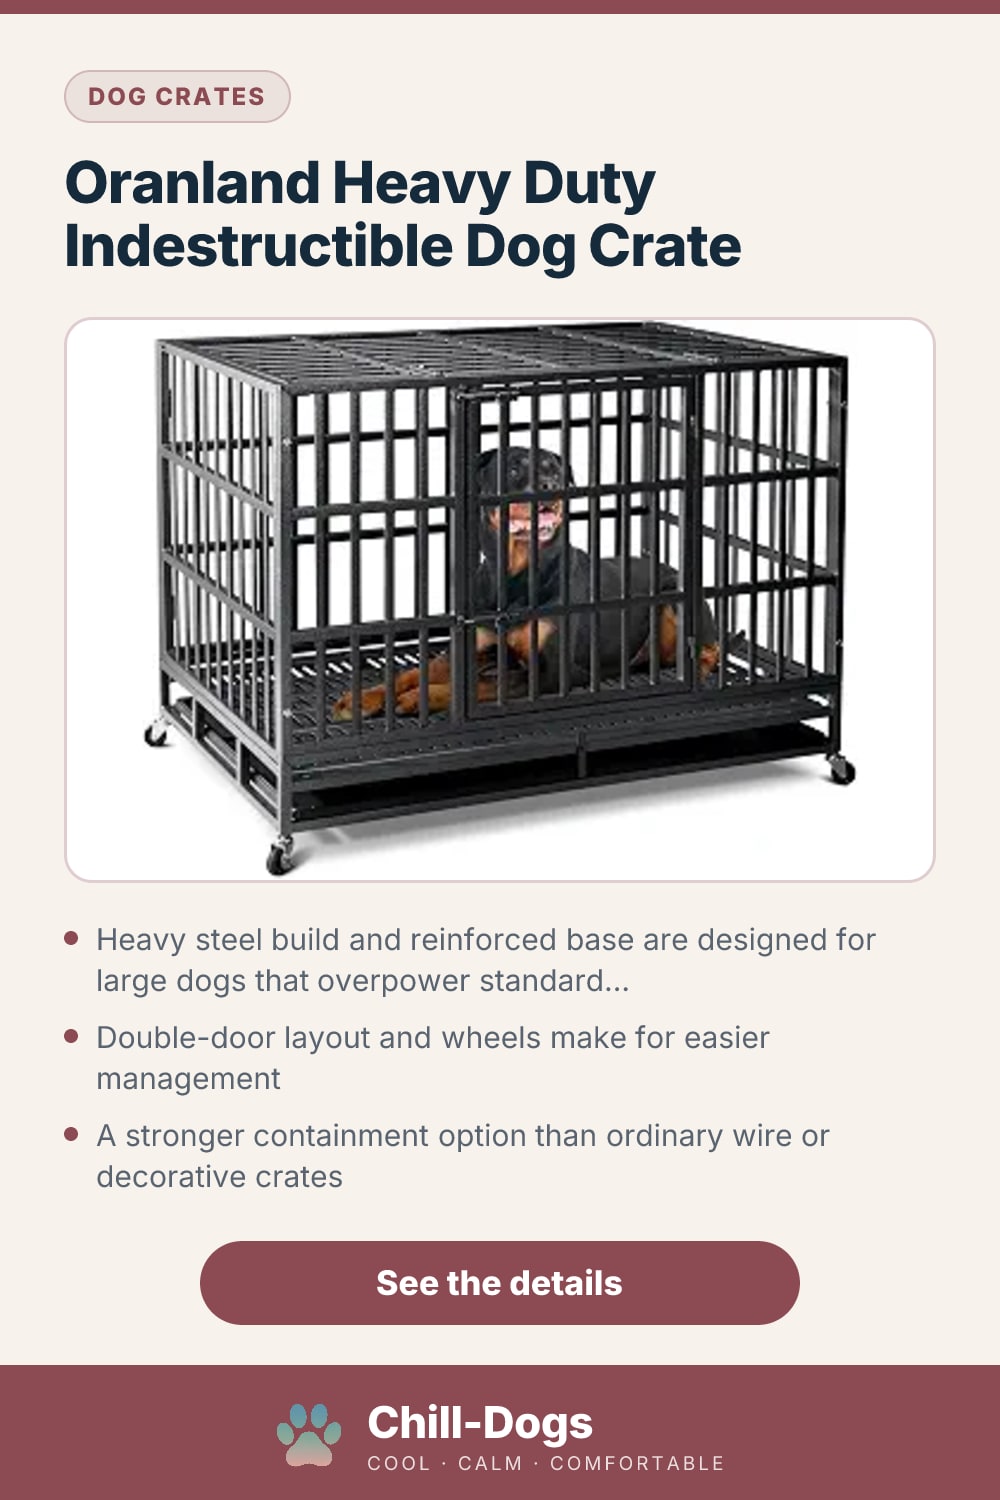 DOG CRATES
Oranland Heavy Duty
Indestructible Dog Crate
Heavy steel build and reinforced base are designed for
large dogs that overpower standard...
Double-door layout and wheels make for easier
management
A stronger containment option than ordinary wire or
decorative crates
See the details
Chill-Dogs
COOL · CALM · COMFORTABLE